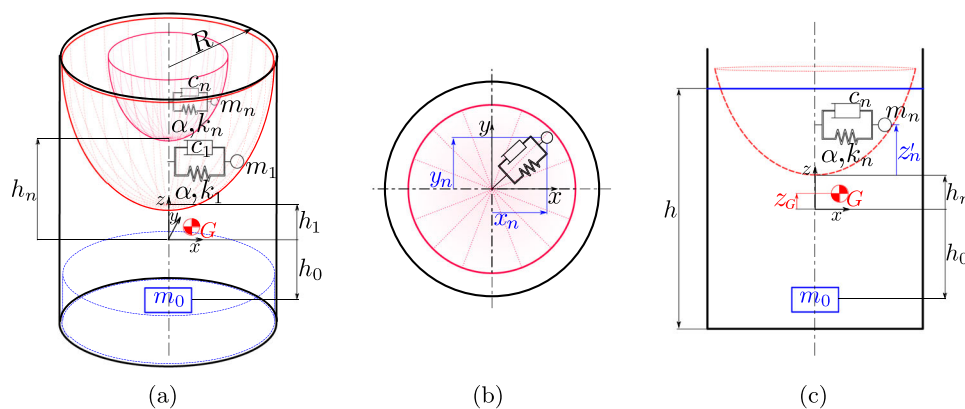 R
c_n
m_n
α,k_n
c_1
m_1
α,k_1
h_n
z
y
G
x
h_1
h_0
m_0
(a)
y
y_n
x
x_n
(b)
c_n
m_n
α,k_n
z'_n
z
z_G
G
x
h
h_n
h_0
m_0
(c)